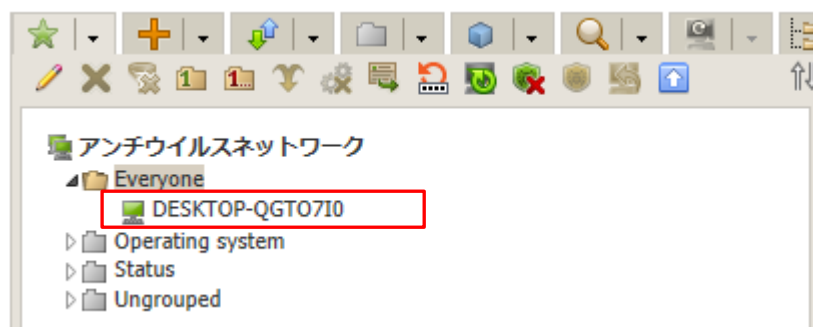 アンチウイルスネットワーク
Everyone
DESKTOP-QGTO7I0
Operating system
Status
Ungrouped